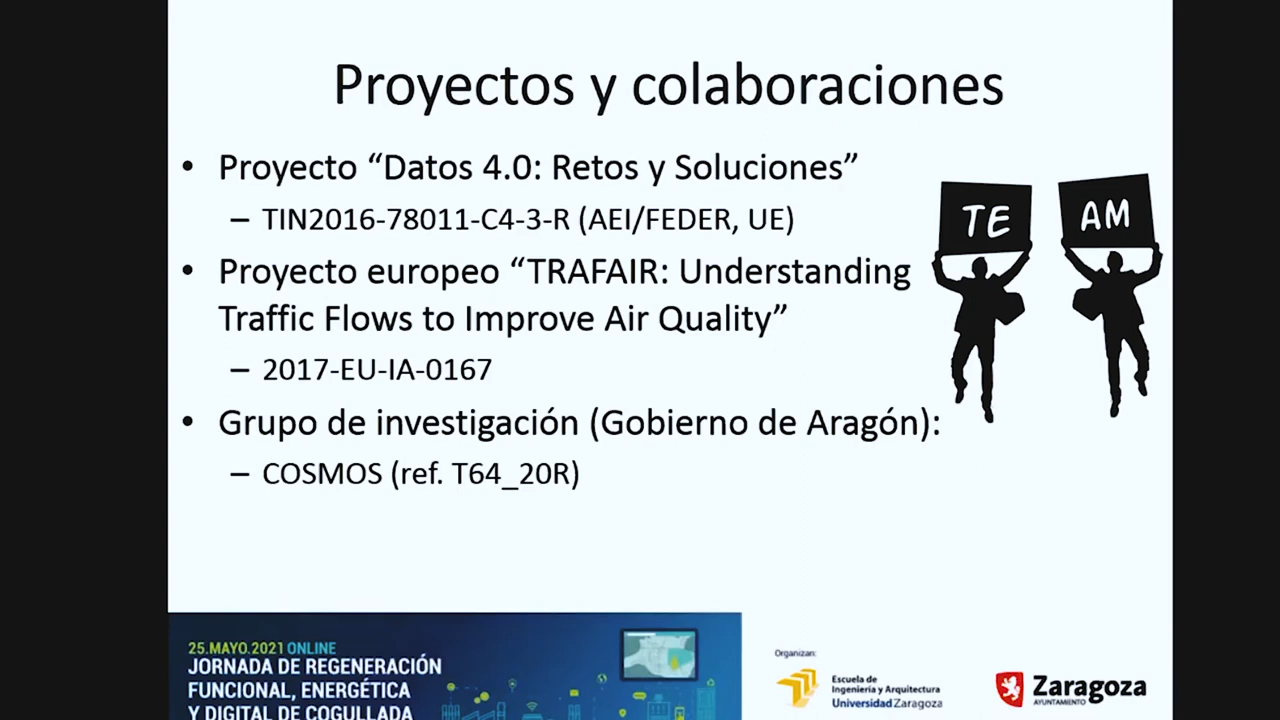 Proyectos y colaboraciones
• Proyecto “Datos 4.0: Retos y Soluciones”
– TIN2016-78011-C4-3-R (AEI/FEDER, UE)
• Proyecto europeo “TRAFAIR: Understanding
Traffic Flows to Improve Air Quality”
– 2017-EU-IA-0167
• Grupo de investigación (Gobierno de Aragón):
– COSMOS (ref. T64_20R)
TE AM
25.MAYO.2021 ONLINE
JORNADA DE REGENERACIÓN
FUNCIONAL, ENERGÉTICA
Y DIGITAL DE COGULLADA
Organizan:
Escuela de
Ingeniería y Arquitectura
Universidad Zaragoza
Zaragoza
AYUNTAMIENTO